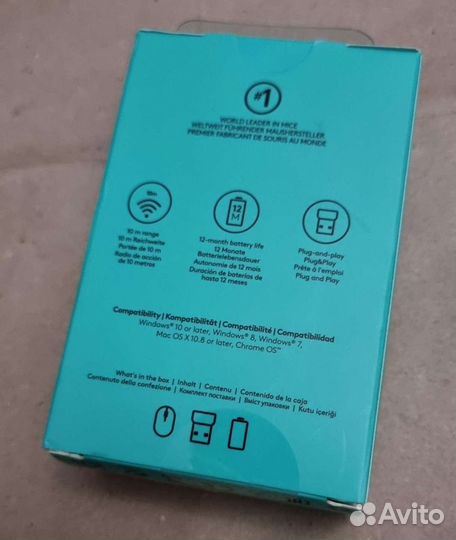 #1
WORLD LEADER IN MICE
WELTWEIT FÜHRENDER MAUSHERSTELLER
PREMIER FABRICANT DE SOURIS AU MONDE
10m
10 m range
10 m Reichweite
Portée de 10 m
Radio de acción
de 10 metros
12
M
12-month battery life
12 Monate
Batterielebensdauer
Autonomie de 12 mois
Duración de baterías de
hasta 12 meses
Plug-and-play
Plug&Play
Prête à l'emploi
Plug and Play
Compatibility | Kompatibilität | Compatibilité | Compatibilidad
Windows® 10 or later, Windows® 8, Windows® 7,
Mac OS X 10.8 or later, Chrome OS™
What's in the box | Inhalt | Contenu | Contenido de la caja
Contenuto della confezione | Комплект поставки | Вміст упаковки | Kutu içeriği
Avito